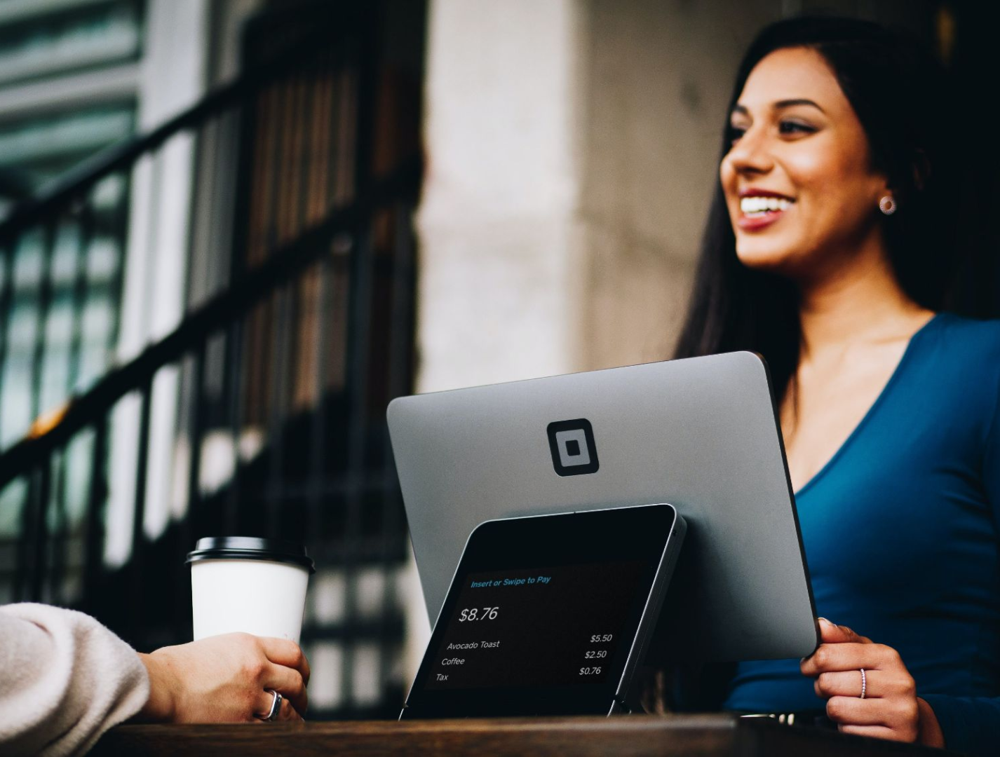 Insert or Swipe to Pay
$8.76
Avocado Toast $5.50
Coffee $2.50
Tax $0.76